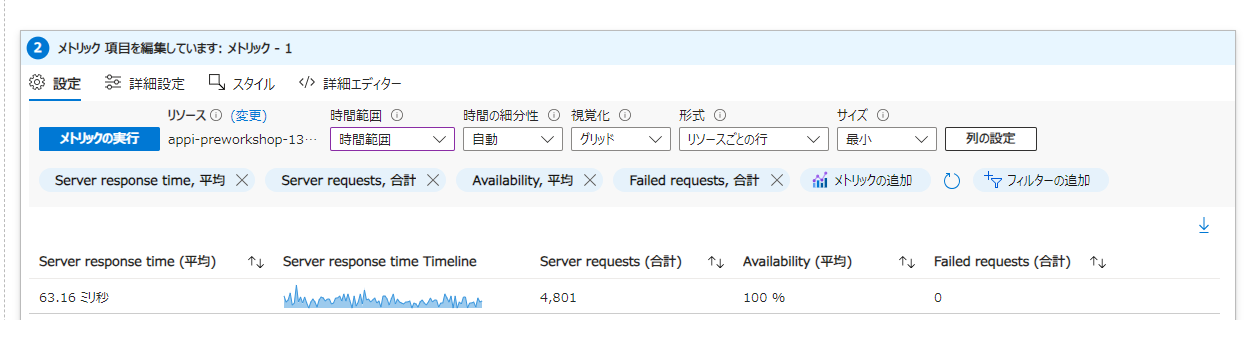 2 メトリック 項目を編集しています: メトリック - 1
設定 詳細設定 スタイル </> 詳細エディター
リソース (変更) 時間範囲 時間の細分性 視覚化 形式 サイズ
メトリックの実行 appi-preworkshop-13… 時間範囲 自動 グリッド リソースごとの行 最小 列の設定
Server response time, 平均 Server requests, 合計 Availability, 平均 Failed requests, 合計 メトリックの追加 フィルターの追加
Server response time (平均) Server response time Timeline Server requests (合計) Availability (平均) Failed requests (合計)
63.16 ミリ秒 4,801 100 % 0